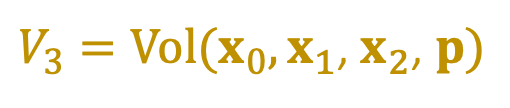 V₃ = Vol(𝐱₀, 𝐱₁, 𝐱₂, 𝐩)